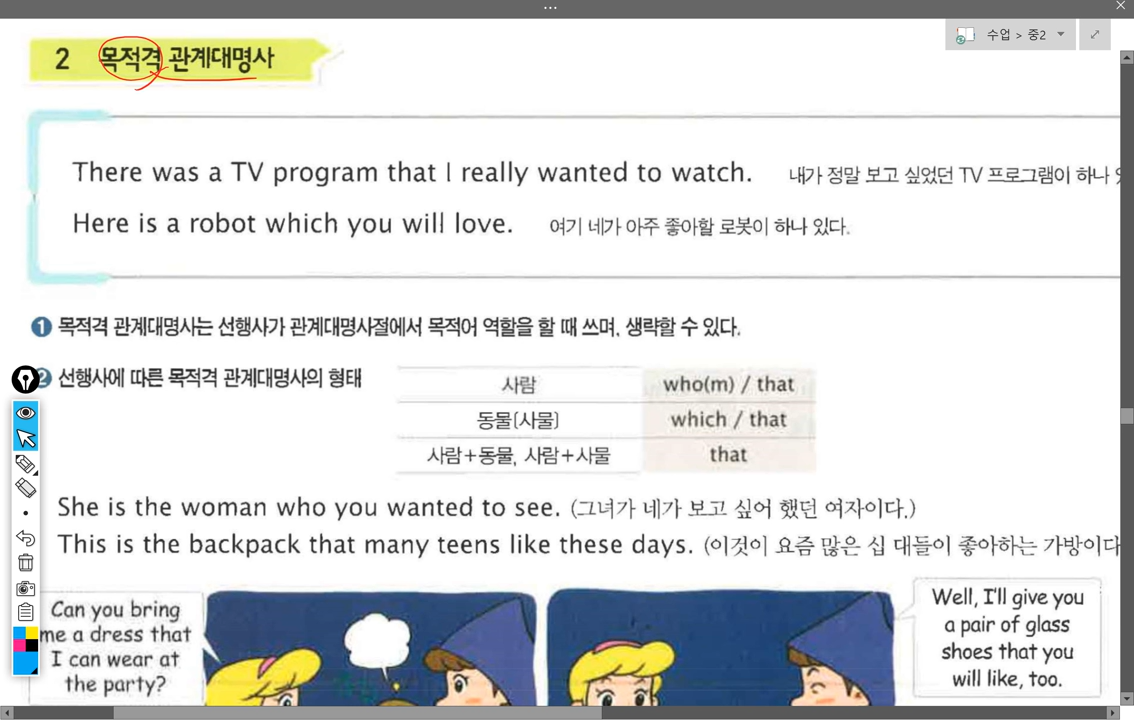 수업 > 중2
2 목적격 관계대명사
There was a TV program that I really wanted to watch. 내가 정말 보고 싶었던 TV 프로그램이 하나
Here is a robot which you will love. 여기 네가 아주 좋아할 로봇이 하나 있다.
1 목적격 관계대명사는 선행사가 관계대명사절에서 목적어 역할을 할 때 쓰며, 생략할 수 있다.
2 선행사에 따른 목적격 관계대명사의 형태
사람 who(m) / that
동물(사물) which / that
사람+동물, 사람+사물 that
She is the woman who you wanted to see. (그녀가 네가 보고 싶어 했던 여자이다.)
This is the backpack that many teens like these days. (이것이 요즘 많은 십 대들이 좋아하는 가방이다
Can you bring
me a dress that
I can wear at
the party?
Well, I'll give you
a pair of glass
shoes that you
will like, too.